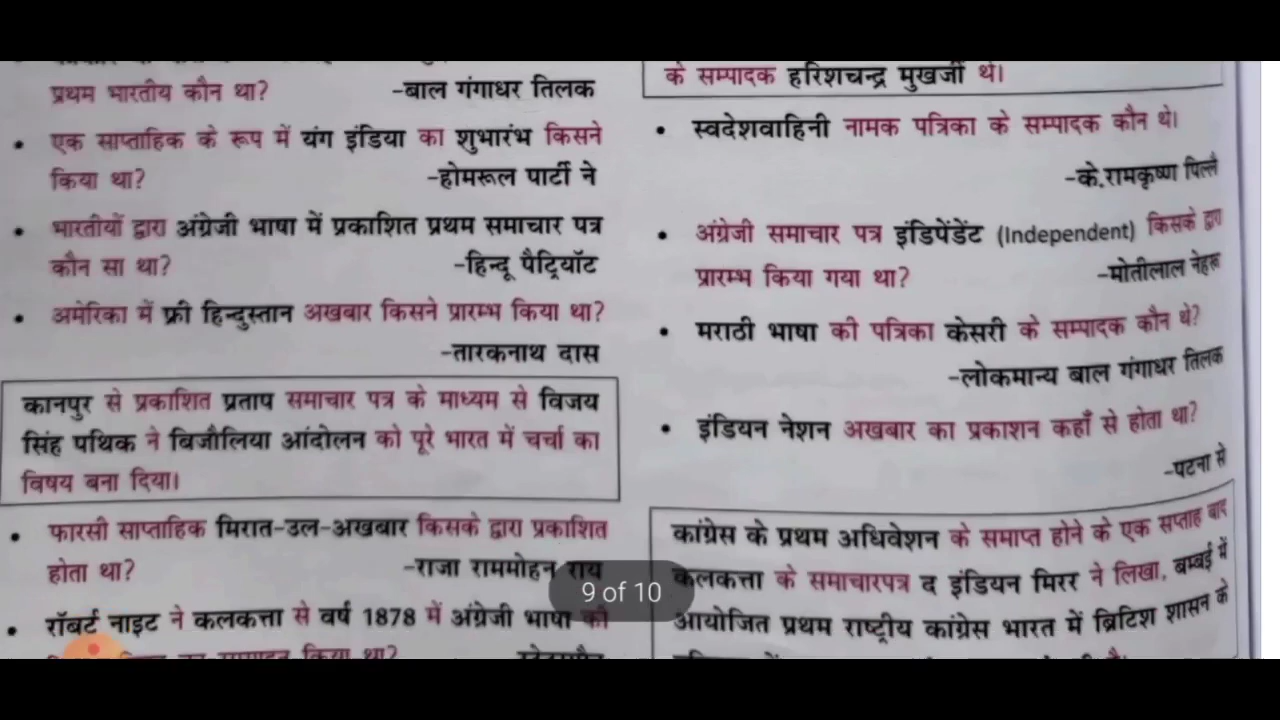 प्रथम भारतीय कौन था? -बाल गंगाधर तिलक
• एक साप्ताहिक के रूप में यंग इंडिया का शुभारंभ किसने
किया था? -होमरूल पार्टी ने
• भारतीयों द्वारा अंग्रेजी भाषा में प्रकाशित प्रथम समाचार पत्र
कौन सा था? -हिन्दू पैट्रियॉट
• अमेरिका में फ्री हिन्दुस्तान अखबार किसने प्रारम्भ किया था?
-तारकनाथ दास
कानपुर से प्रकाशित प्रताप समाचार पत्र के माध्यम से विजय
सिंह पथिक ने बिजौलिया आंदोलन को पूरे भारत में चर्चा का
विषय बना दिया।
• फारसी साप्ताहिक मिरात-उल-अखबार किसके द्वारा प्रकाशित
होता था? -राजा राममोहन राय
• रॉबर्ट नाइट ने कलकत्ता से वर्ष 1878 में अंग्रेजी भाषा की
किया था?
के सम्पादक हरिशचन्द्र मुखर्जी थे।
• स्वदेशवाहिनी नामक पत्रिका के सम्पादक कौन थे।
-के.रामकृष्ण पिल्लै
• अंग्रेजी समाचार पत्र इंडिपेंडेंट (Independent) किसके द्वारा
प्रारम्भ किया गया था? -मोतीलाल नेहरू
• मराठी भाषा की पत्रिका केसरी के सम्पादक कौन थे?
-लोकमान्य बाल गंगाधर तिलक
• इंडियन नेशन अखबार का प्रकाशन कहाँ से होता था?
-पटना से
कांग्रेस के प्रथम अधिवेशन के समाप्त होने के एक सप्ताह बाद
कलकत्ता के समाचारपत्र द इंडियन मिरर ने लिखा, बम्बई में
आयोजित प्रथम राष्ट्रीय कांग्रेस भारत में ब्रिटिश शासन के
9 of 10